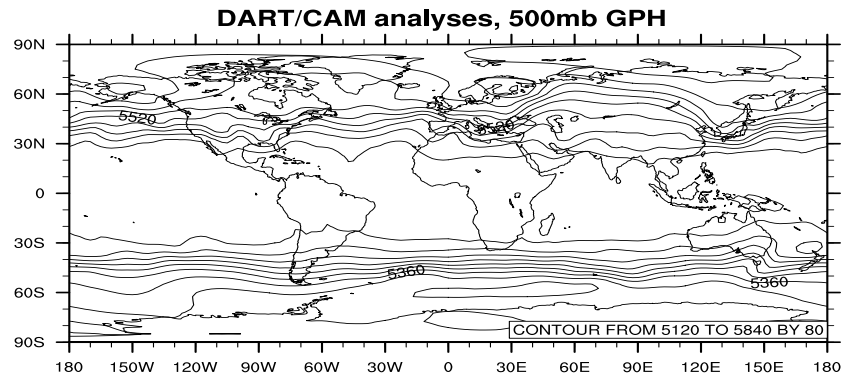 DART/CAM analyses, 500mb GPH
90N
60N
30N
0
30S
60S
90S
5520
5520
5360
5360
CONTOUR FROM 5120 TO 5840 BY 80
180 150W 120W 90W 60W 30W 0 30E 60E 90E 120E 150E 180